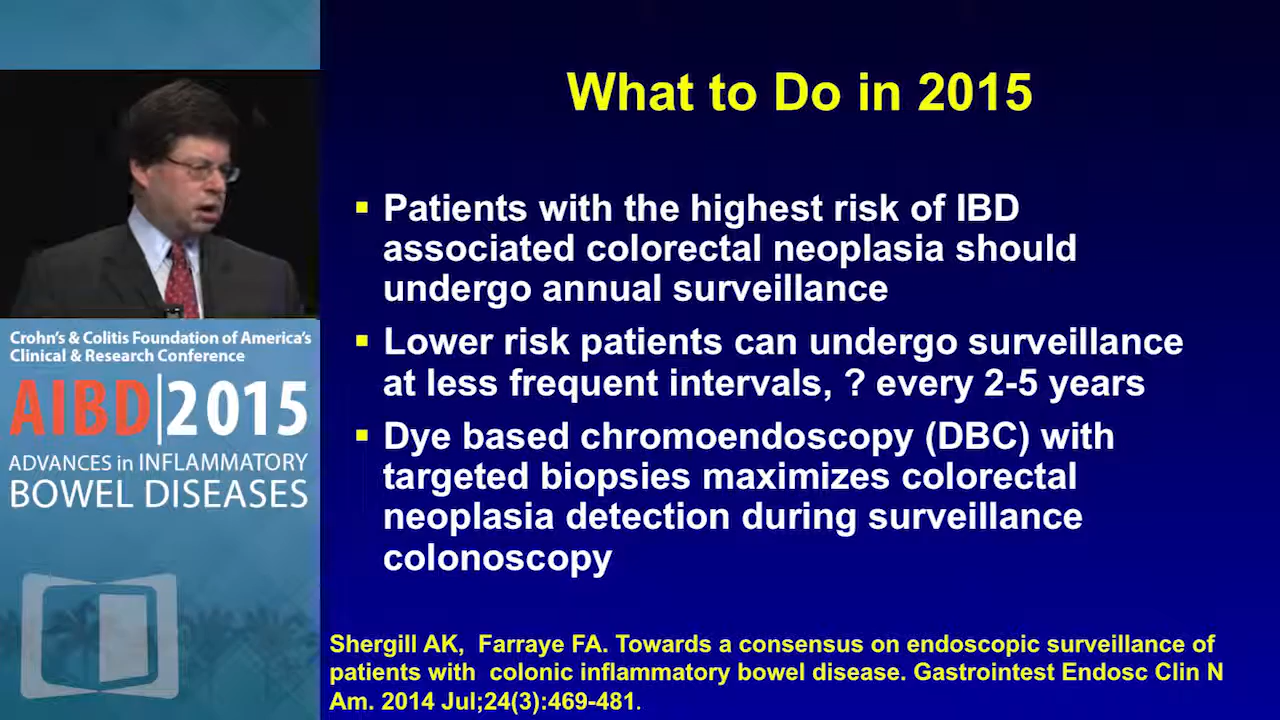 What to Do in 2015
▪ Patients with the highest risk of IBD
associated colorectal neoplasia should
undergo annual surveillance
▪ Lower risk patients can undergo surveillance
at less frequent intervals, ? every 2-5 years
▪ Dye based chromoendoscopy (DBC) with
targeted biopsies maximizes colorectal
neoplasia detection during surveillance
colonoscopy
Shergill AK, Farraye FA. Towards a consensus on endoscopic surveillance of
patients with colonic inflammatory bowel disease. Gastrointest Endosc Clin N
Am. 2014 Jul;24(3):469-481.
Crohn's & Colitis Foundation of America's
Clinical & Research Conference
AIBD|2015
ADVANCES in INFLAMMATORY
BOWEL DISEASES